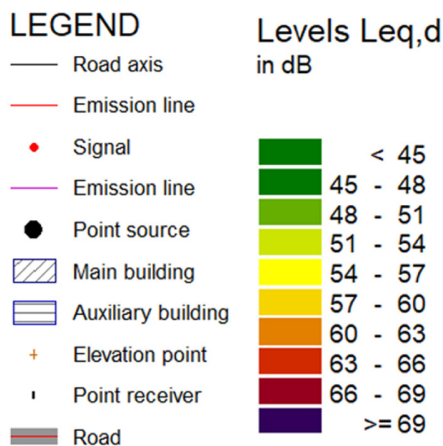 LEGEND
Road axis
Emission line
Signal
Emission line
Point source
Main building
Auxiliary building
Elevation point
Point receiver
Road
Levels Leq,d
in dB
< 45
45 - 48
48 - 51
51 - 54
54 - 57
57 - 60
60 - 63
63 - 66
66 - 69
>= 69